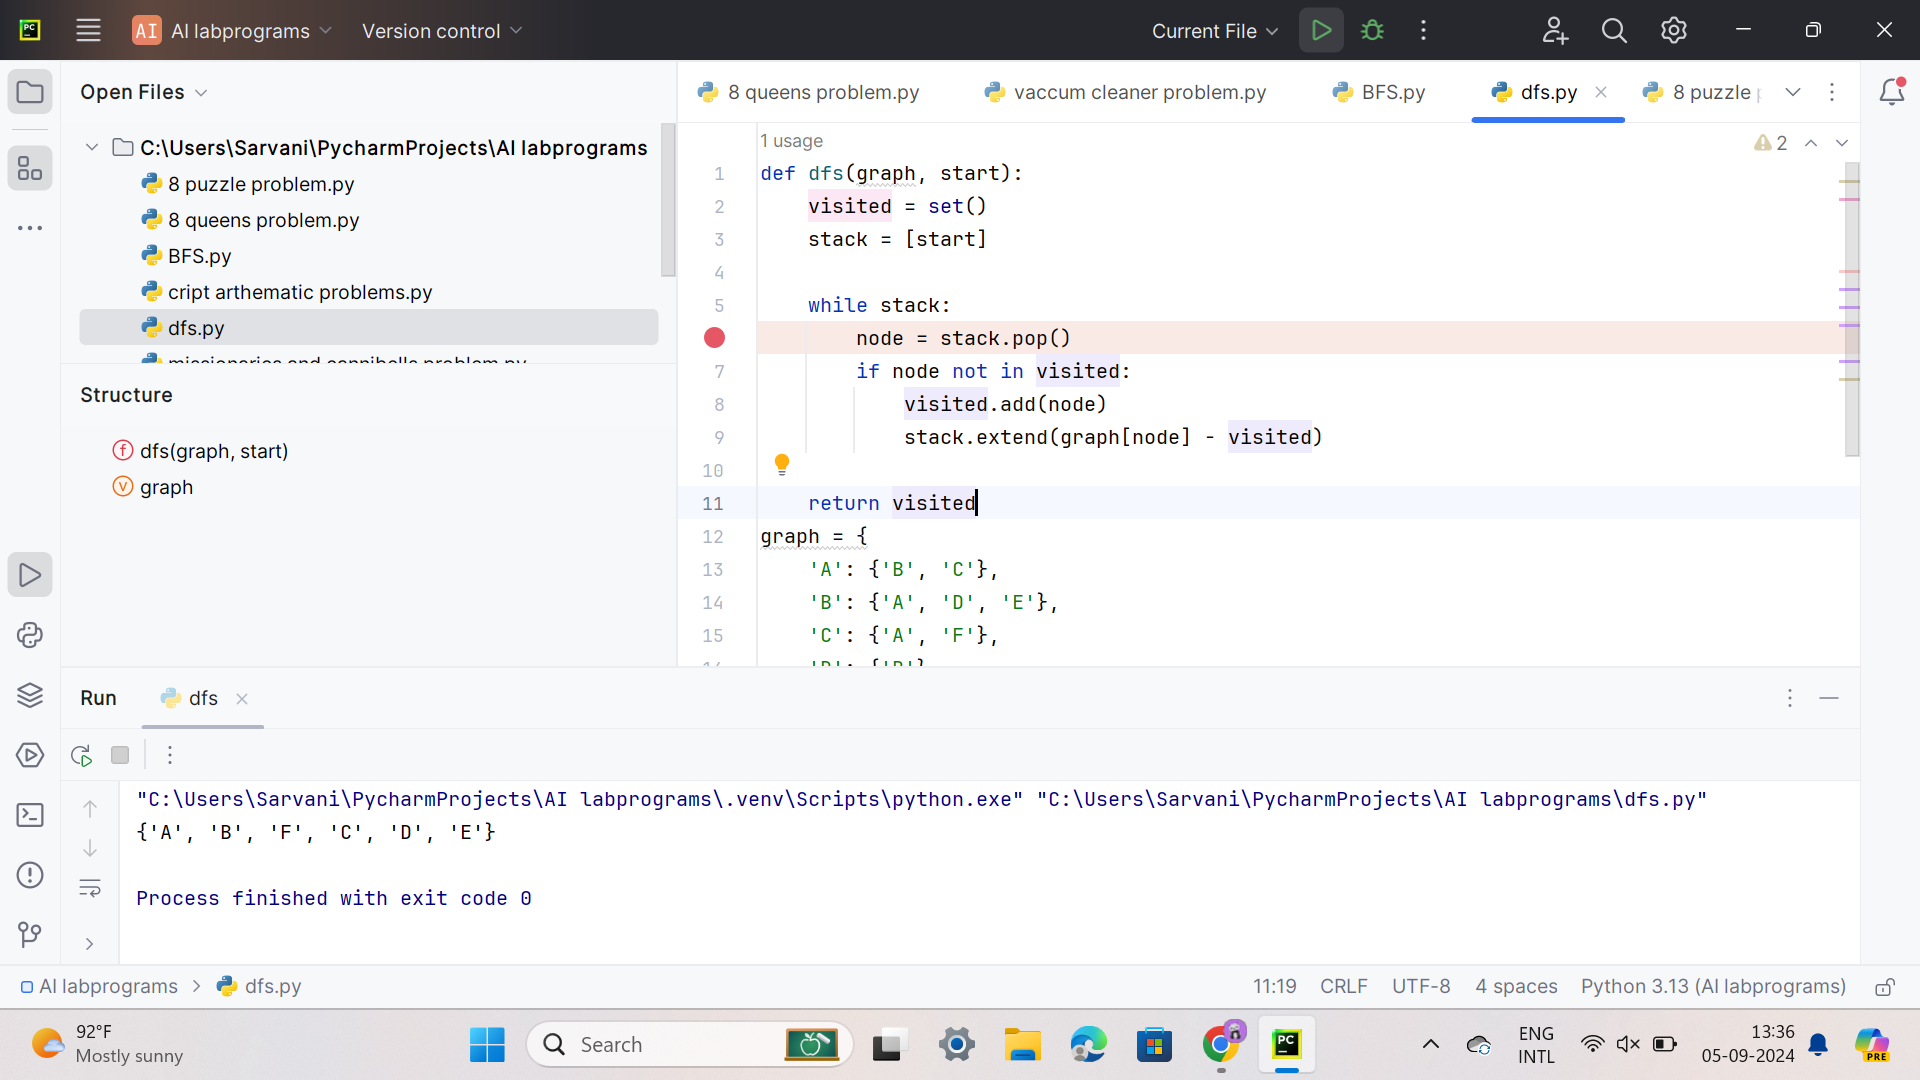 PC AI AI labprograms Version control Current File
Open Files
C:\Users\Sarvani\PycharmProjects\AI labprograms
8 puzzle problem.py
8 queens problem.py
BFS.py
cript arthematic problems.py
dfs.py
Structure
dfs(graph, start)
graph
8 queens problem.py vaccum cleaner problem.py BFS.py dfs.py 8 puzzle
1 usage
2
1 def dfs(graph, start):
2 visited = set()
3 stack = [start]
4
5 while stack:
node = stack.pop()
7 if node not in visited:
8 visited.add(node)
9 stack.extend(graph[node] - visited)
10
11 return visited
12 graph = {
13 'A': {'B', 'C'},
14 'B': {'A', 'D', 'E'},
15 'C': {'A', 'F'},
Run dfs
"C:\Users\Sarvani\PycharmProjects\AI labprograms\.venv\Scripts\python.exe" "C:\Users\Sarvani\PycharmProjects\AI labprograms\dfs.py"
{'A', 'B', 'F', 'C', 'D', 'E'}
Process finished with exit code 0
AI labprograms > dfs.py 11:19 CRLF UTF-8 4 spaces Python 3.13 (AI labprograms)
92°F
Mostly sunny
Search
PC
ENG
INTL
13:36
05-09-2024
PRE